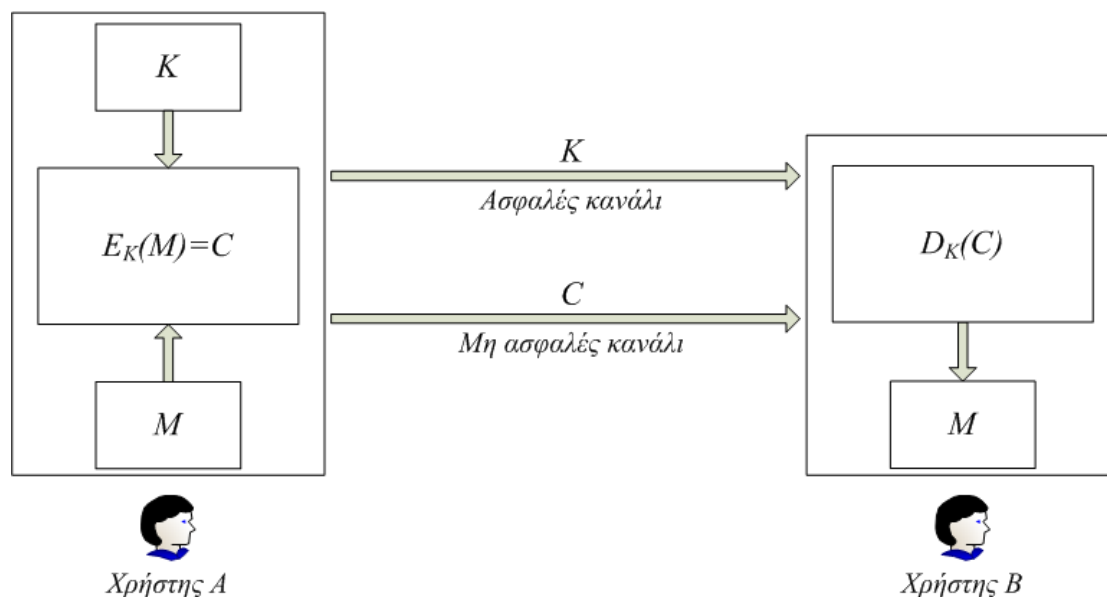 K
E_K(M)=C
M
K
Ασφαλές κανάλι
C
Μη ασφαλές κανάλι
D_K(C)
M
Χρήστης A
Χρήστης B